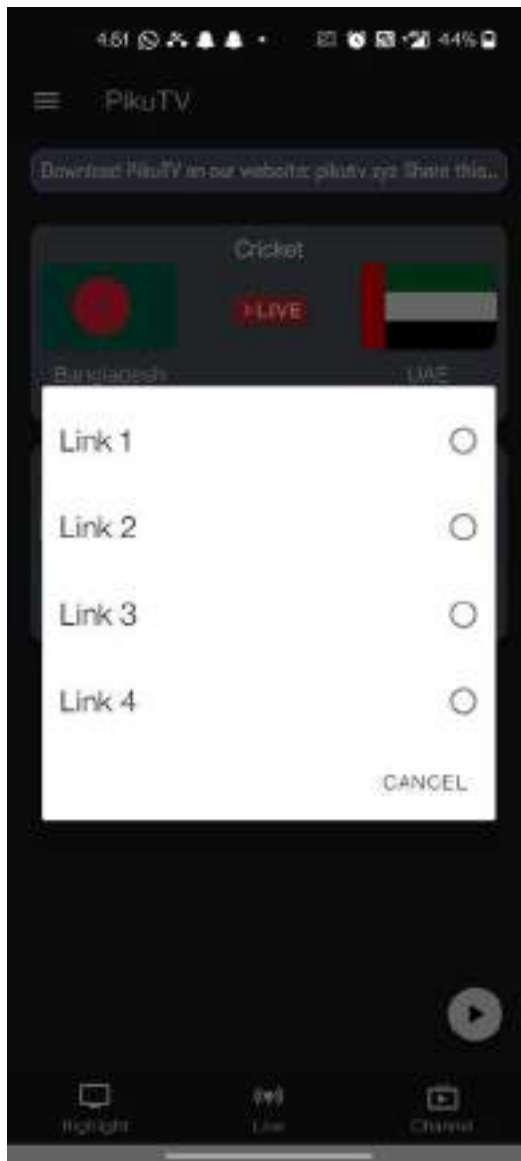 4:51 44%
PikuTV
Download PikuTV on our website: pikutv.xyz Share this...
Cricket
LIVE
Bangladesh UAE
Link 1
Link 2
Link 3
Link 4
CANCEL
Highlight Live Channel